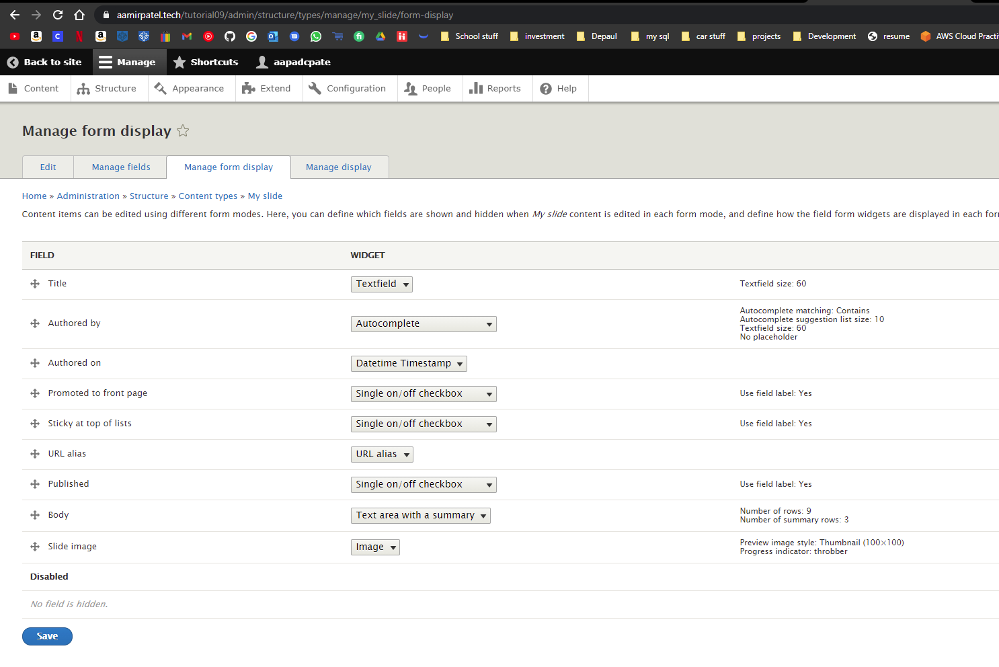 aamirpatel.tech/tutorial09/admin/structure/types/manage/my_slide/form-display
School stuff investment Depaul my sql car stuff projects Development resume AWS Cloud Practi
Back to site Manage Shortcuts aapadcpate
Content Structure Appearance Extend Configuration People Reports Help
Manage form display
Edit Manage fields Manage form display Manage display
Home » Administration » Structure » Content types » My slide
Content items can be edited using different form modes. Here, you can define which fields are shown and hidden when My slide content is edited in each form mode, and define how the field form widgets are displayed in each for
FIELD WIDGET
Title Textfield Textfield size: 60
Authored by Autocomplete Autocomplete matching: Contains
Autocomplete suggestion list size: 10
Textfield size: 60
No placeholder
Authored on Datetime Timestamp
Promoted to front page Single on/off checkbox Use field label: Yes
Sticky at top of lists Single on/off checkbox Use field label: Yes
URL alias URL alias
Published Single on/off checkbox Use field label: Yes
Body Text area with a summary Number of rows: 9
Number of summary rows: 3
Slide image Image Preview image style: Thumbnail (100×100)
Progress indicator: throbber
Disabled
No field is hidden.
Save